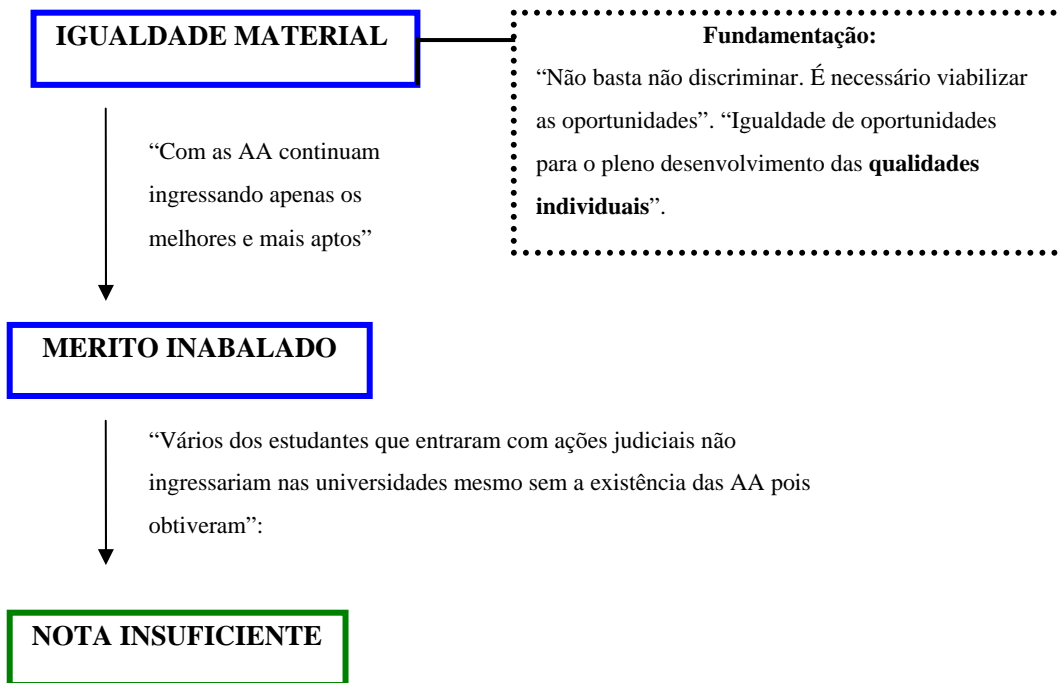 IGUALDADE MATERIAL
Fundamentação:
“Não basta não discriminar. É necessário viabilizar
as oportunidades”. “Igualdade de oportunidades
para o pleno desenvolvimento das qualidades
individuais”.
“Com as AA continuam
ingressando apenas os
melhores e mais aptos”
MERITO INABALADO
“Vários dos estudantes que entraram com ações judiciais não
ingressariam nas universidades mesmo sem a existência das AA pois
obtiveram”:
NOTA INSUFICIENTE